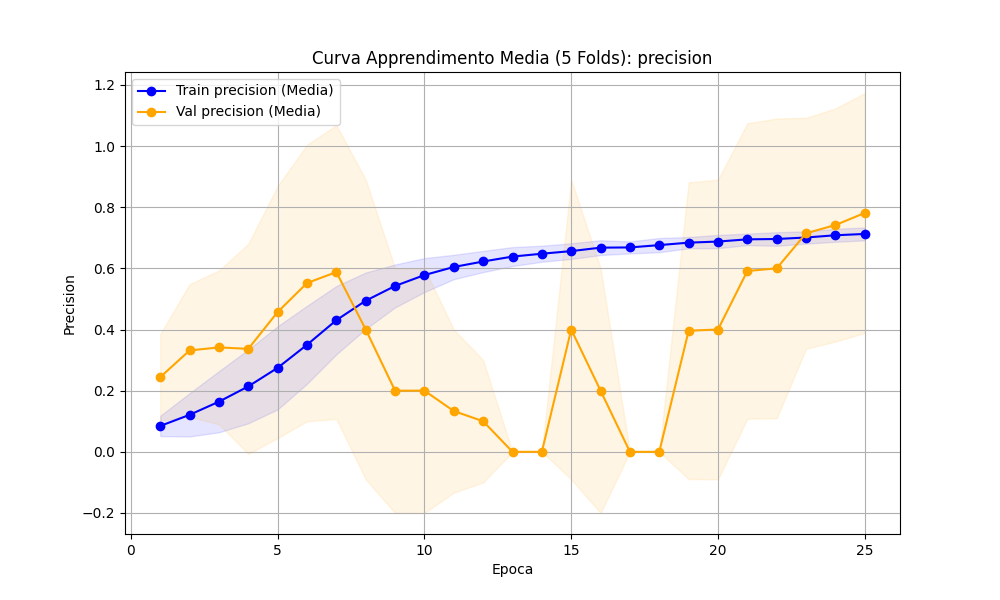 Curva Apprendimento Media (5 Folds): precision
Train precision (Media)
Val precision (Media)
Precision
1.2
1.0
0.8
0.6
0.4
0.2
0.0
−0.2
0 5 10 15 20 25
Epoca